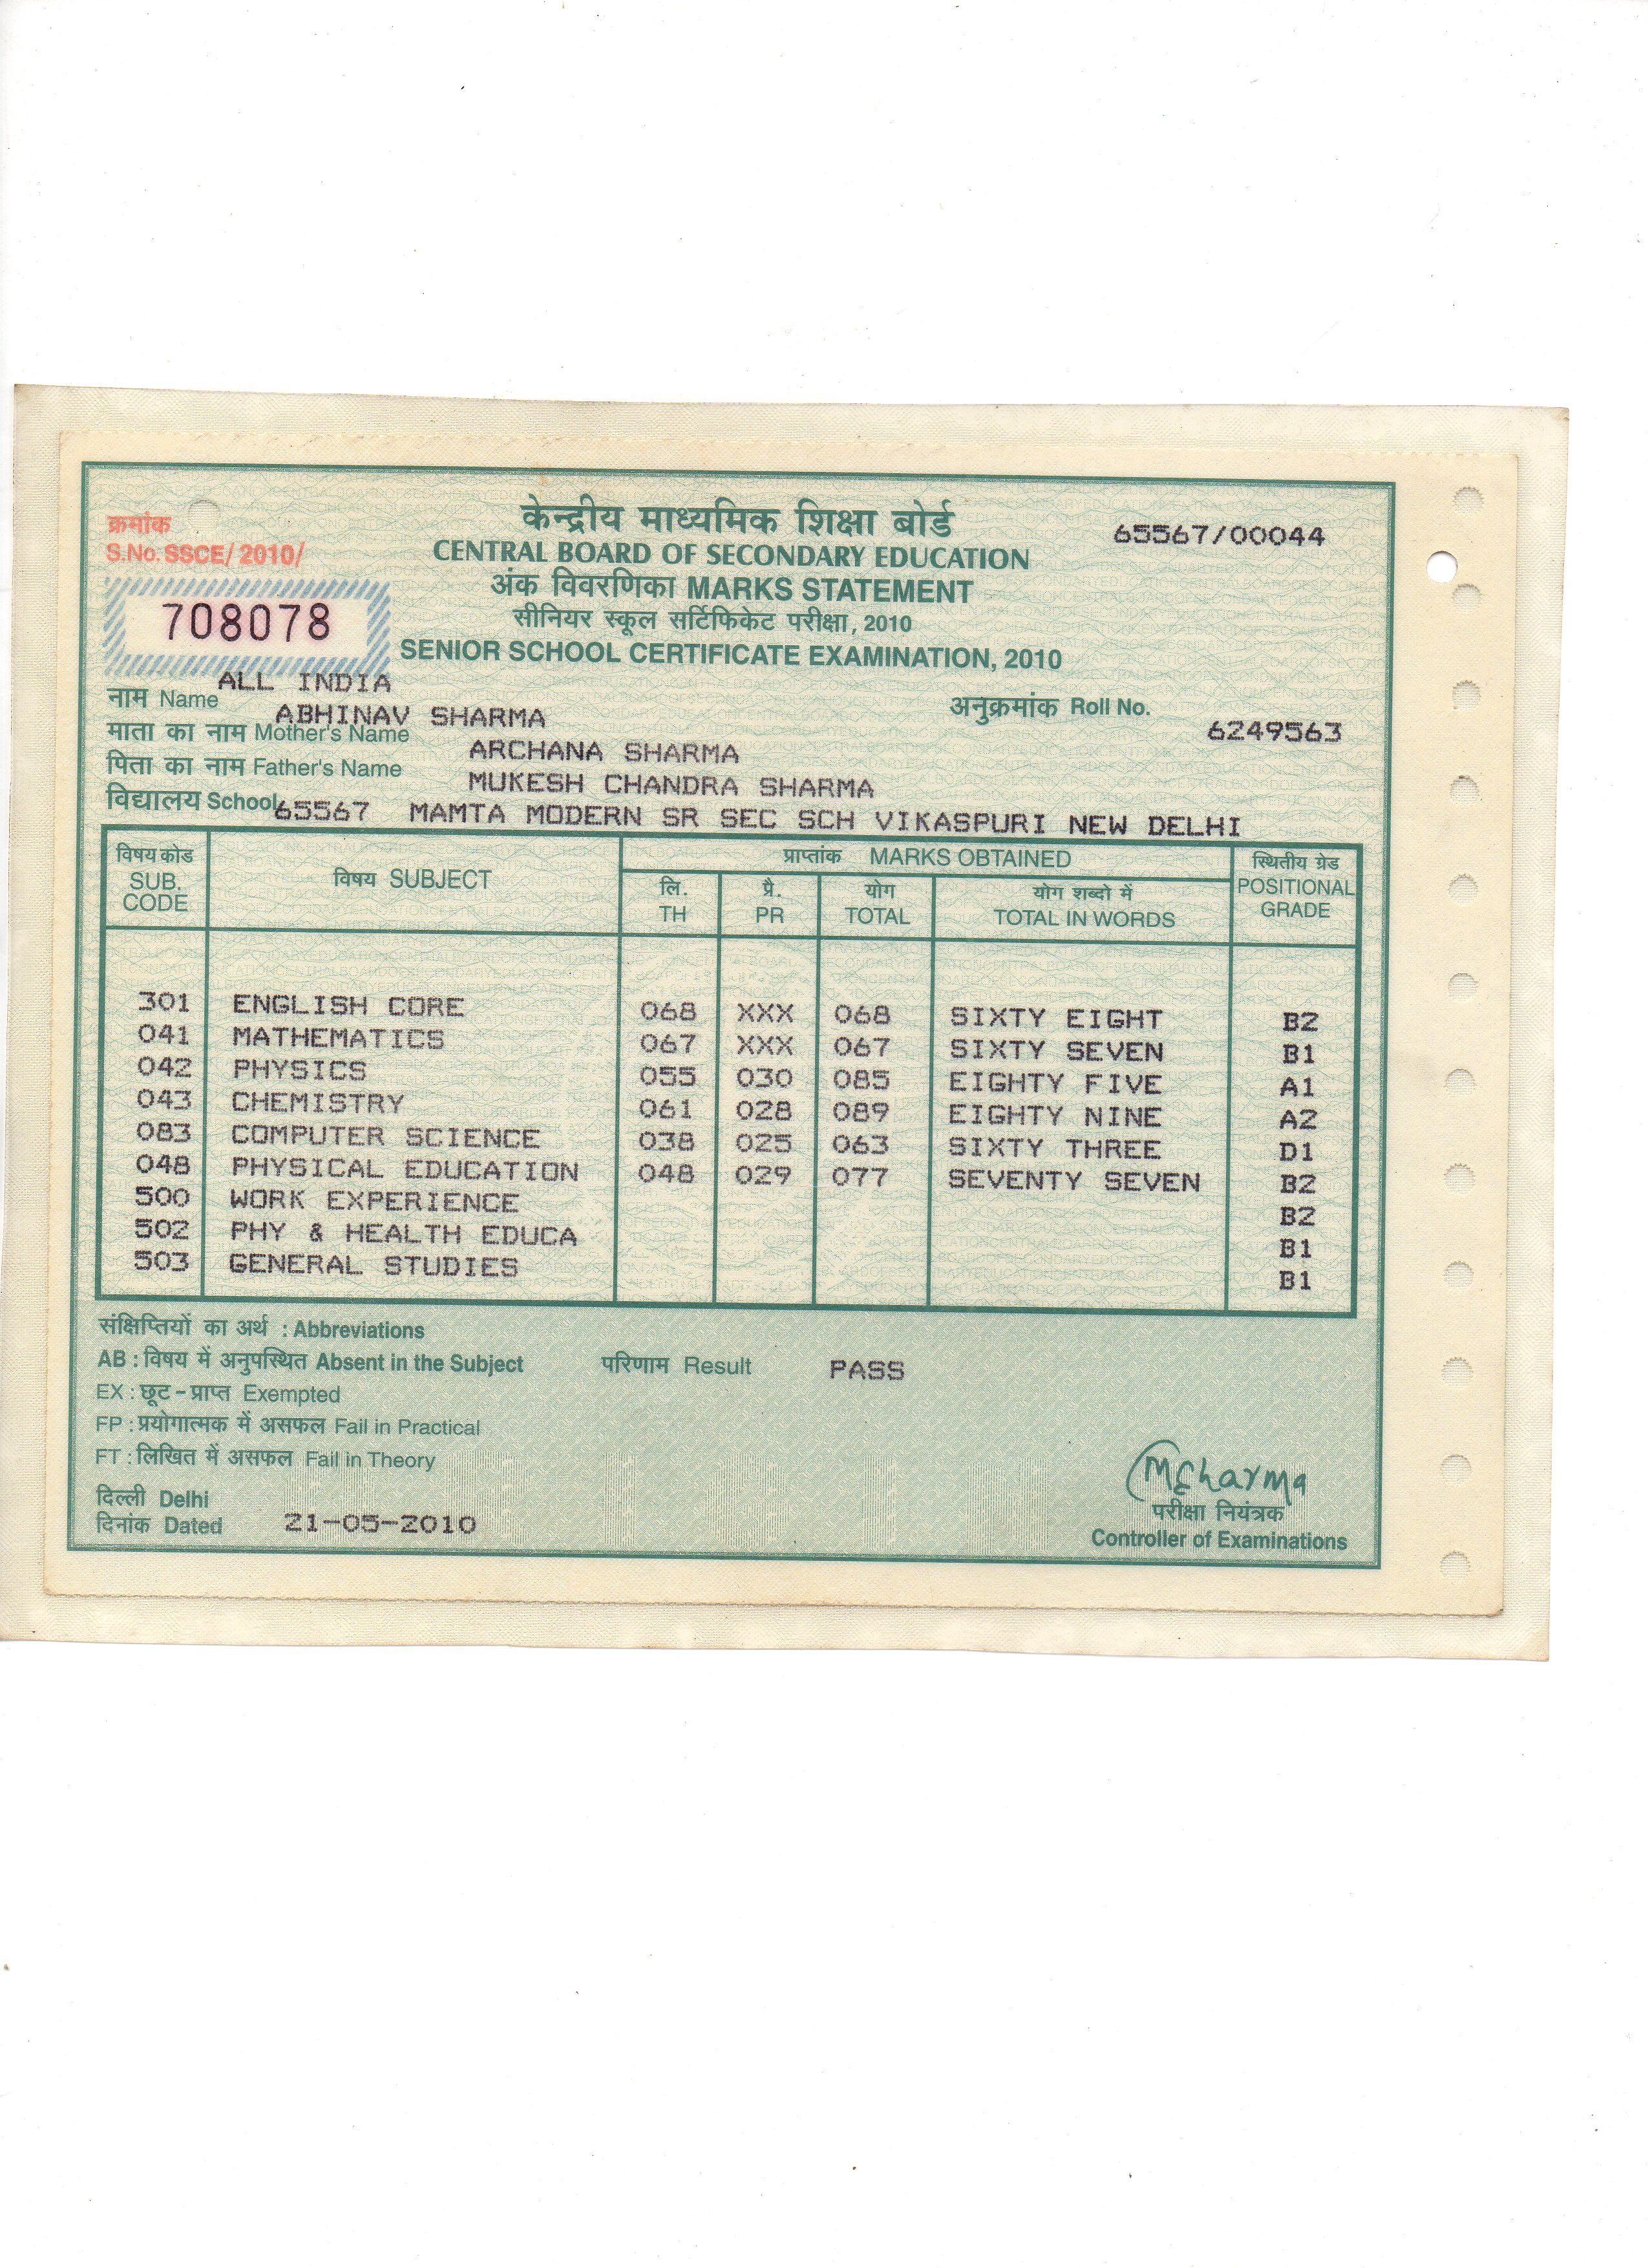 केन्द्रीय माध्यमिक शिक्षा बोर्ड
65567/00044
क्रमांक
S.No. SSCE/ 2010/
CENTRAL BOARD OF SECONDARY EDUCATION
अंक विवरणिका MARKS STATEMENT
708078
सीनियर स्कूल सर्टिफिकेट परीक्षा, 2010
SENIOR SCHOOL CERTIFICATE EXAMINATION, 2010
ALL INDIA
नाम Name ABHINAV SHARMA
अनुक्रमांक Roll No. 6249563
माता का नाम Mother's Name ARCHANA SHARMA
पिता का नाम Father's Name MUKESH CHANDRA SHARMA
विद्यालय School 65567 MAMTA MODERN SR SEC SCH VIKASPURI NEW DELHI
विषय कोड SUB. CODE विषय SUBJECT प्राप्तांक MARKS OBTAINED स्थितीय ग्रेड POSITIONAL GRADE
लि. TH प्रै. PR योग TOTAL योग शब्दो में TOTAL IN WORDS
301 ENGLISH CORE 068 XXX 068 SIXTY EIGHT B2
041 MATHEMATICS 067 XXX 067 SIXTY SEVEN B1
042 PHYSICS 055 030 085 EIGHTY FIVE A1
043 CHEMISTRY 061 028 089 EIGHTY NINE A2
083 COMPUTER SCIENCE 038 025 063 SIXTY THREE D1
048 PHYSICAL EDUCATION 048 029 077 SEVENTY SEVEN B2
500 WORK EXPERIENCE B2
502 PHY & HEALTH EDUCA B1
503 GENERAL STUDIES B1
संक्षिप्तियों का अर्थ : Abbreviations
AB : विषय में अनुपस्थित Absent in the Subject
परिणाम Result PASS
EX : छूट - प्राप्त Exempted
FP : प्रयोगात्मक में असफल Fail in Practical
FT : लिखित में असफल Fail in Theory
MSharma
दिल्ली Delhi
परीक्षा नियंत्रक
दिनांक Dated 21-05-2010
Controller of Examinations